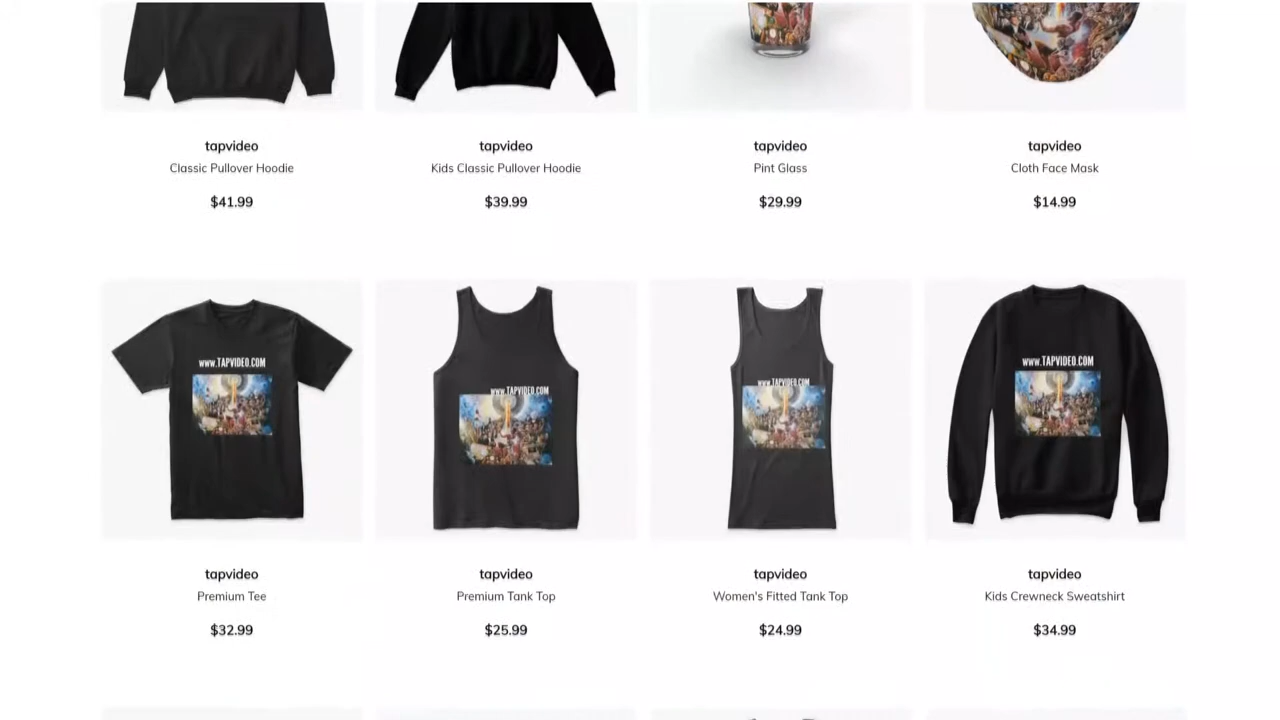 tapvideo
Classic Pullover Hoodie
$41.99
tapvideo
Kids Classic Pullover Hoodie
$39.99
tapvideo
Pint Glass
$29.99
tapvideo
Cloth Face Mask
$14.99
www.TAPVIDEO.COM
www.TAPVIDEO.COM
www.TAPVIDEO.COM
www.TAPVIDEO.COM
tapvideo
Premium Tee
$32.99
tapvideo
Premium Tank Top
$25.99
tapvideo
Women's Fitted Tank Top
$24.99
tapvideo
Kids Crewneck Sweatshirt
$34.99